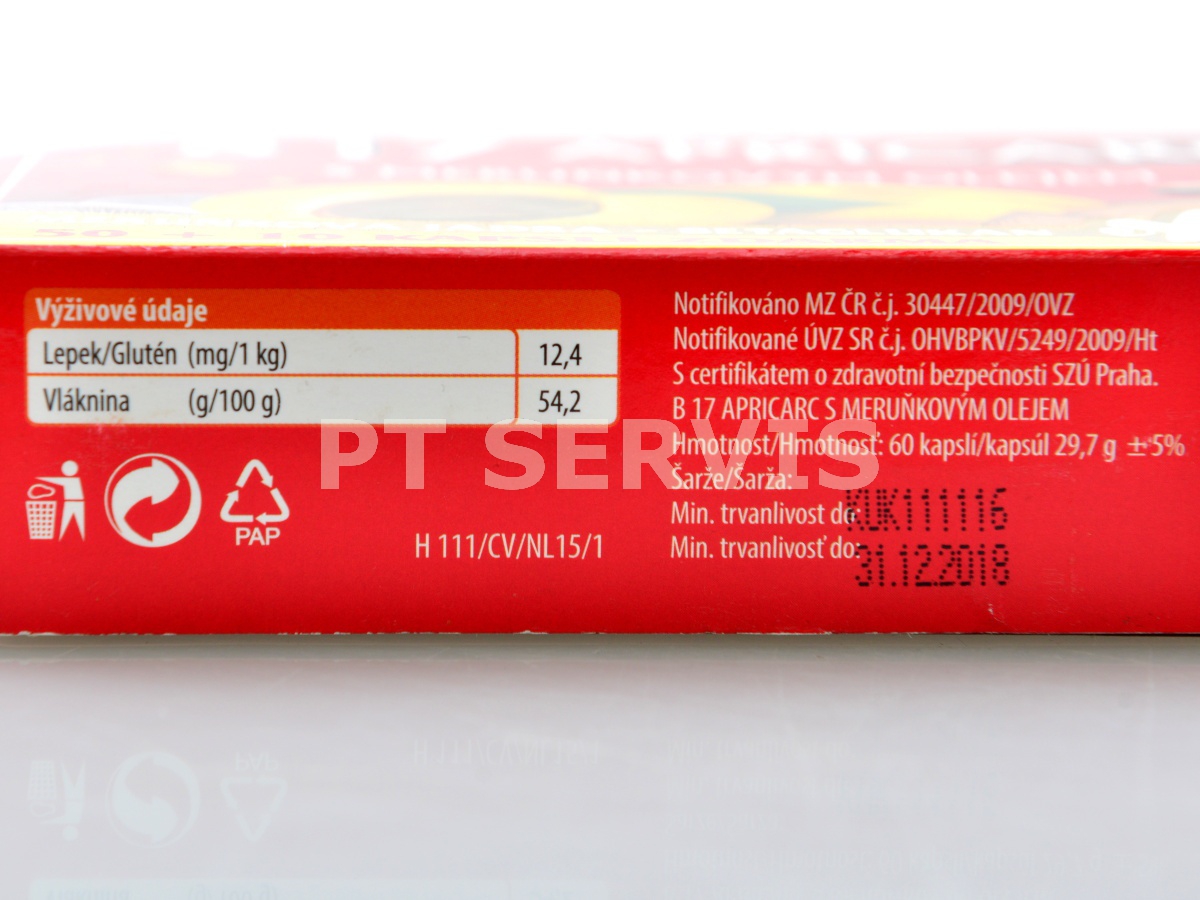 50 + 10 KAPS
Výživové údaje
Lepek/Glutén (mg/1 kg) 12,4
Vláknina (g/100 g) 54,2
PAP
H 111/CV/NL15/1
Notifikováno MZ ČR č.j. 30447/2009/OVZ
Notifikované ÚVZ SR č.j. OHVBPKV/5249/2009/Ht
S certifikátem o zdravotní bezpečnosti SZÚ Praha.
B 17 APRICARC S MERUŇKOVÝM OLEJEM
Hmotnost/Hmotnosť: 60 kapslí/kapsúl 29,7 g ±5%
Šarže/Šarža:
Min. trvanlivost do: KUK111116
Min. trvanlivosť do: 31.12.2018
PT SERVIS